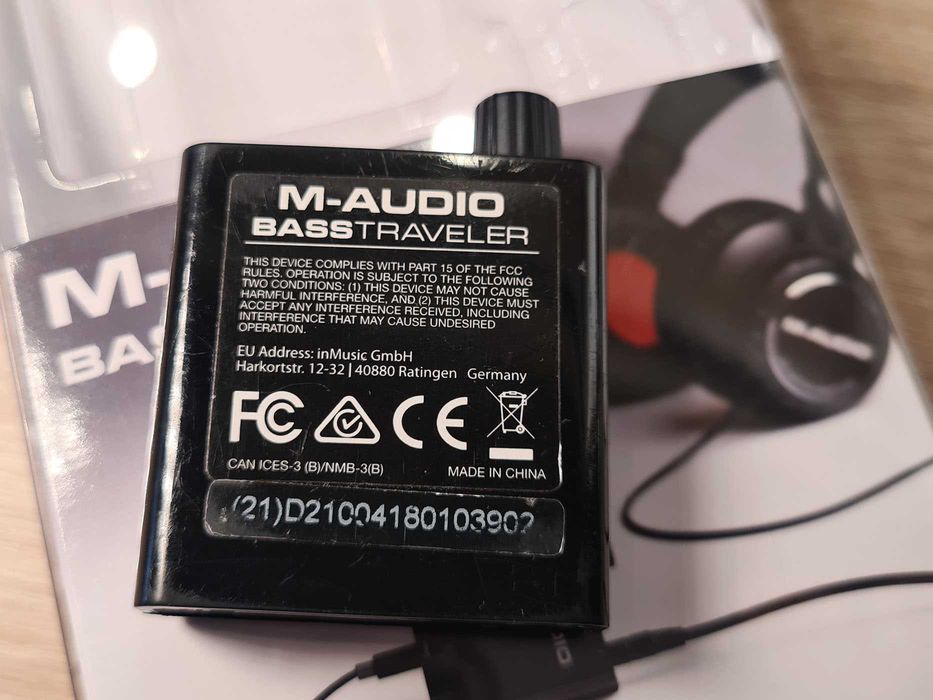 M-AUDIO
BASSTRAVELER
THIS DEVICE COMPLIES WITH PART 15 OF THE FCC
RULES. OPERATION IS SUBJECT TO THE FOLLOWING
TWO CONDITIONS: (1) THIS DEVICE MAY NOT CAUSE
HARMFUL INTERFERENCE, AND (2) THIS DEVICE MUST
ACCEPT ANY INTERFERENCE RECEIVED, INCLUDING
INTERFERENCE THAT MAY CAUSE UNDESIRED
OPERATION.
EU Address: inMusic GmbH
Harkortstr. 12-32 | 40880 Ratingen Germany
FC CE
CAN ICES-3 (B)/NMB-3(B) MADE IN CHINA
(21)D21004180103902
M-
BAS
M-AUDIO